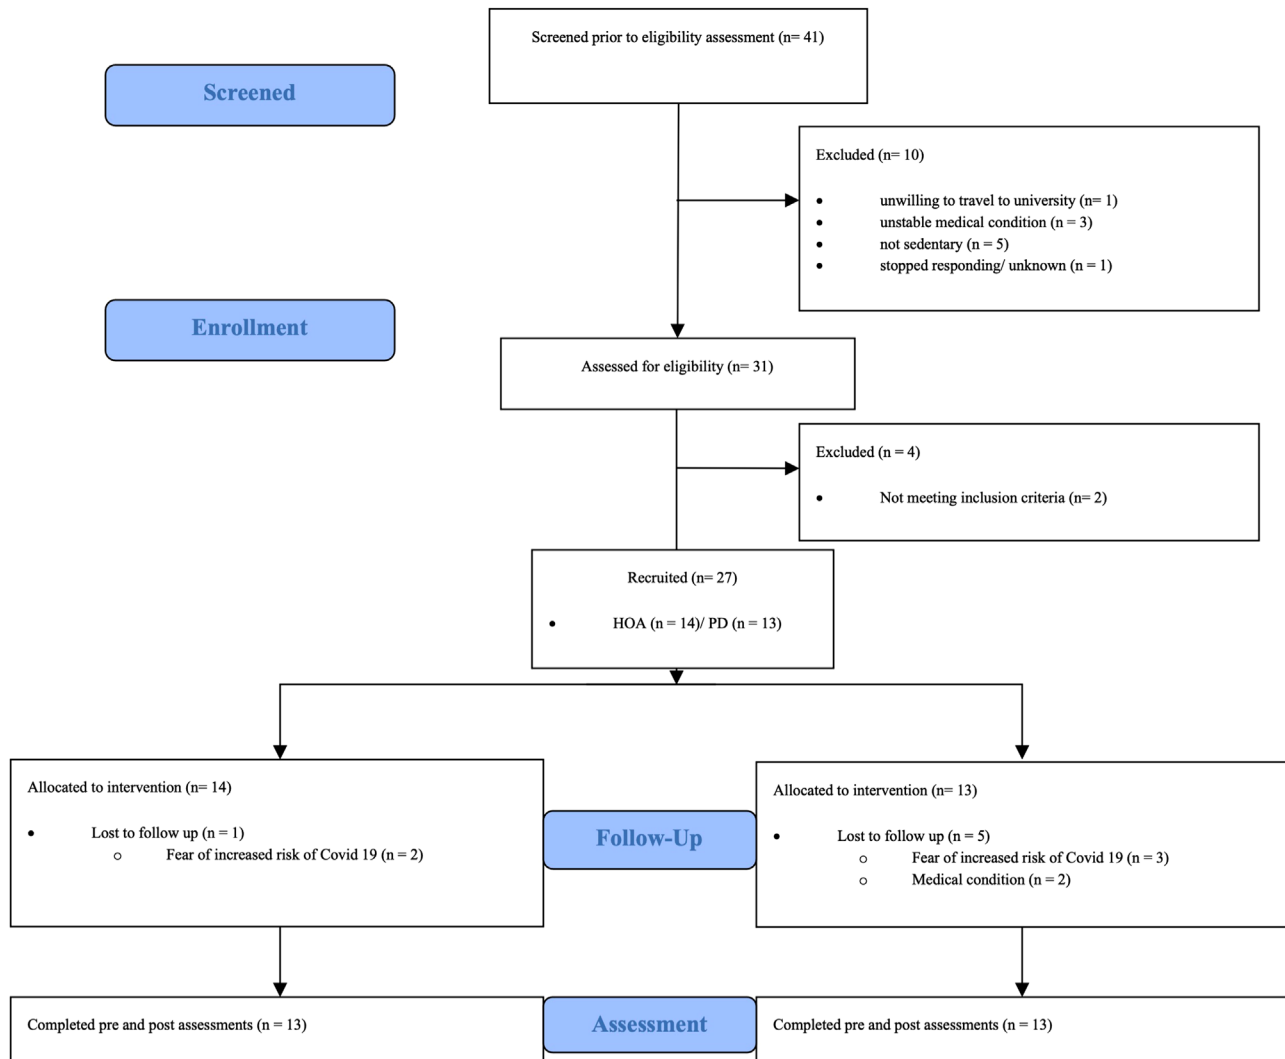 Screened prior to eligibility assessment (n= 41)
Screened
Excluded (n= 10)
• unwilling to travel to university (n= 1)
• unstable medical condition (n = 3)
• not sedentary (n = 5)
• stopped responding/ unknown (n = 1)
Enrollment
Assessed for eligibility (n= 31)
Excluded (n = 4)
• Not meeting inclusion criteria (n= 2)
Recruited (n= 27)
• HOA (n = 14)/ PD (n = 13)
Allocated to intervention (n= 14)
• Lost to follow up (n = 1)
o Fear of increased risk of Covid 19 (n = 2)
Follow-Up
Allocated to intervention (n= 13)
• Lost to follow up (n = 5)
o Fear of increased risk of Covid 19 (n = 3)
o Medical condition (n = 2)
Completed pre and post assessments (n = 13)
Assessment
Completed pre and post assessments (n = 13)